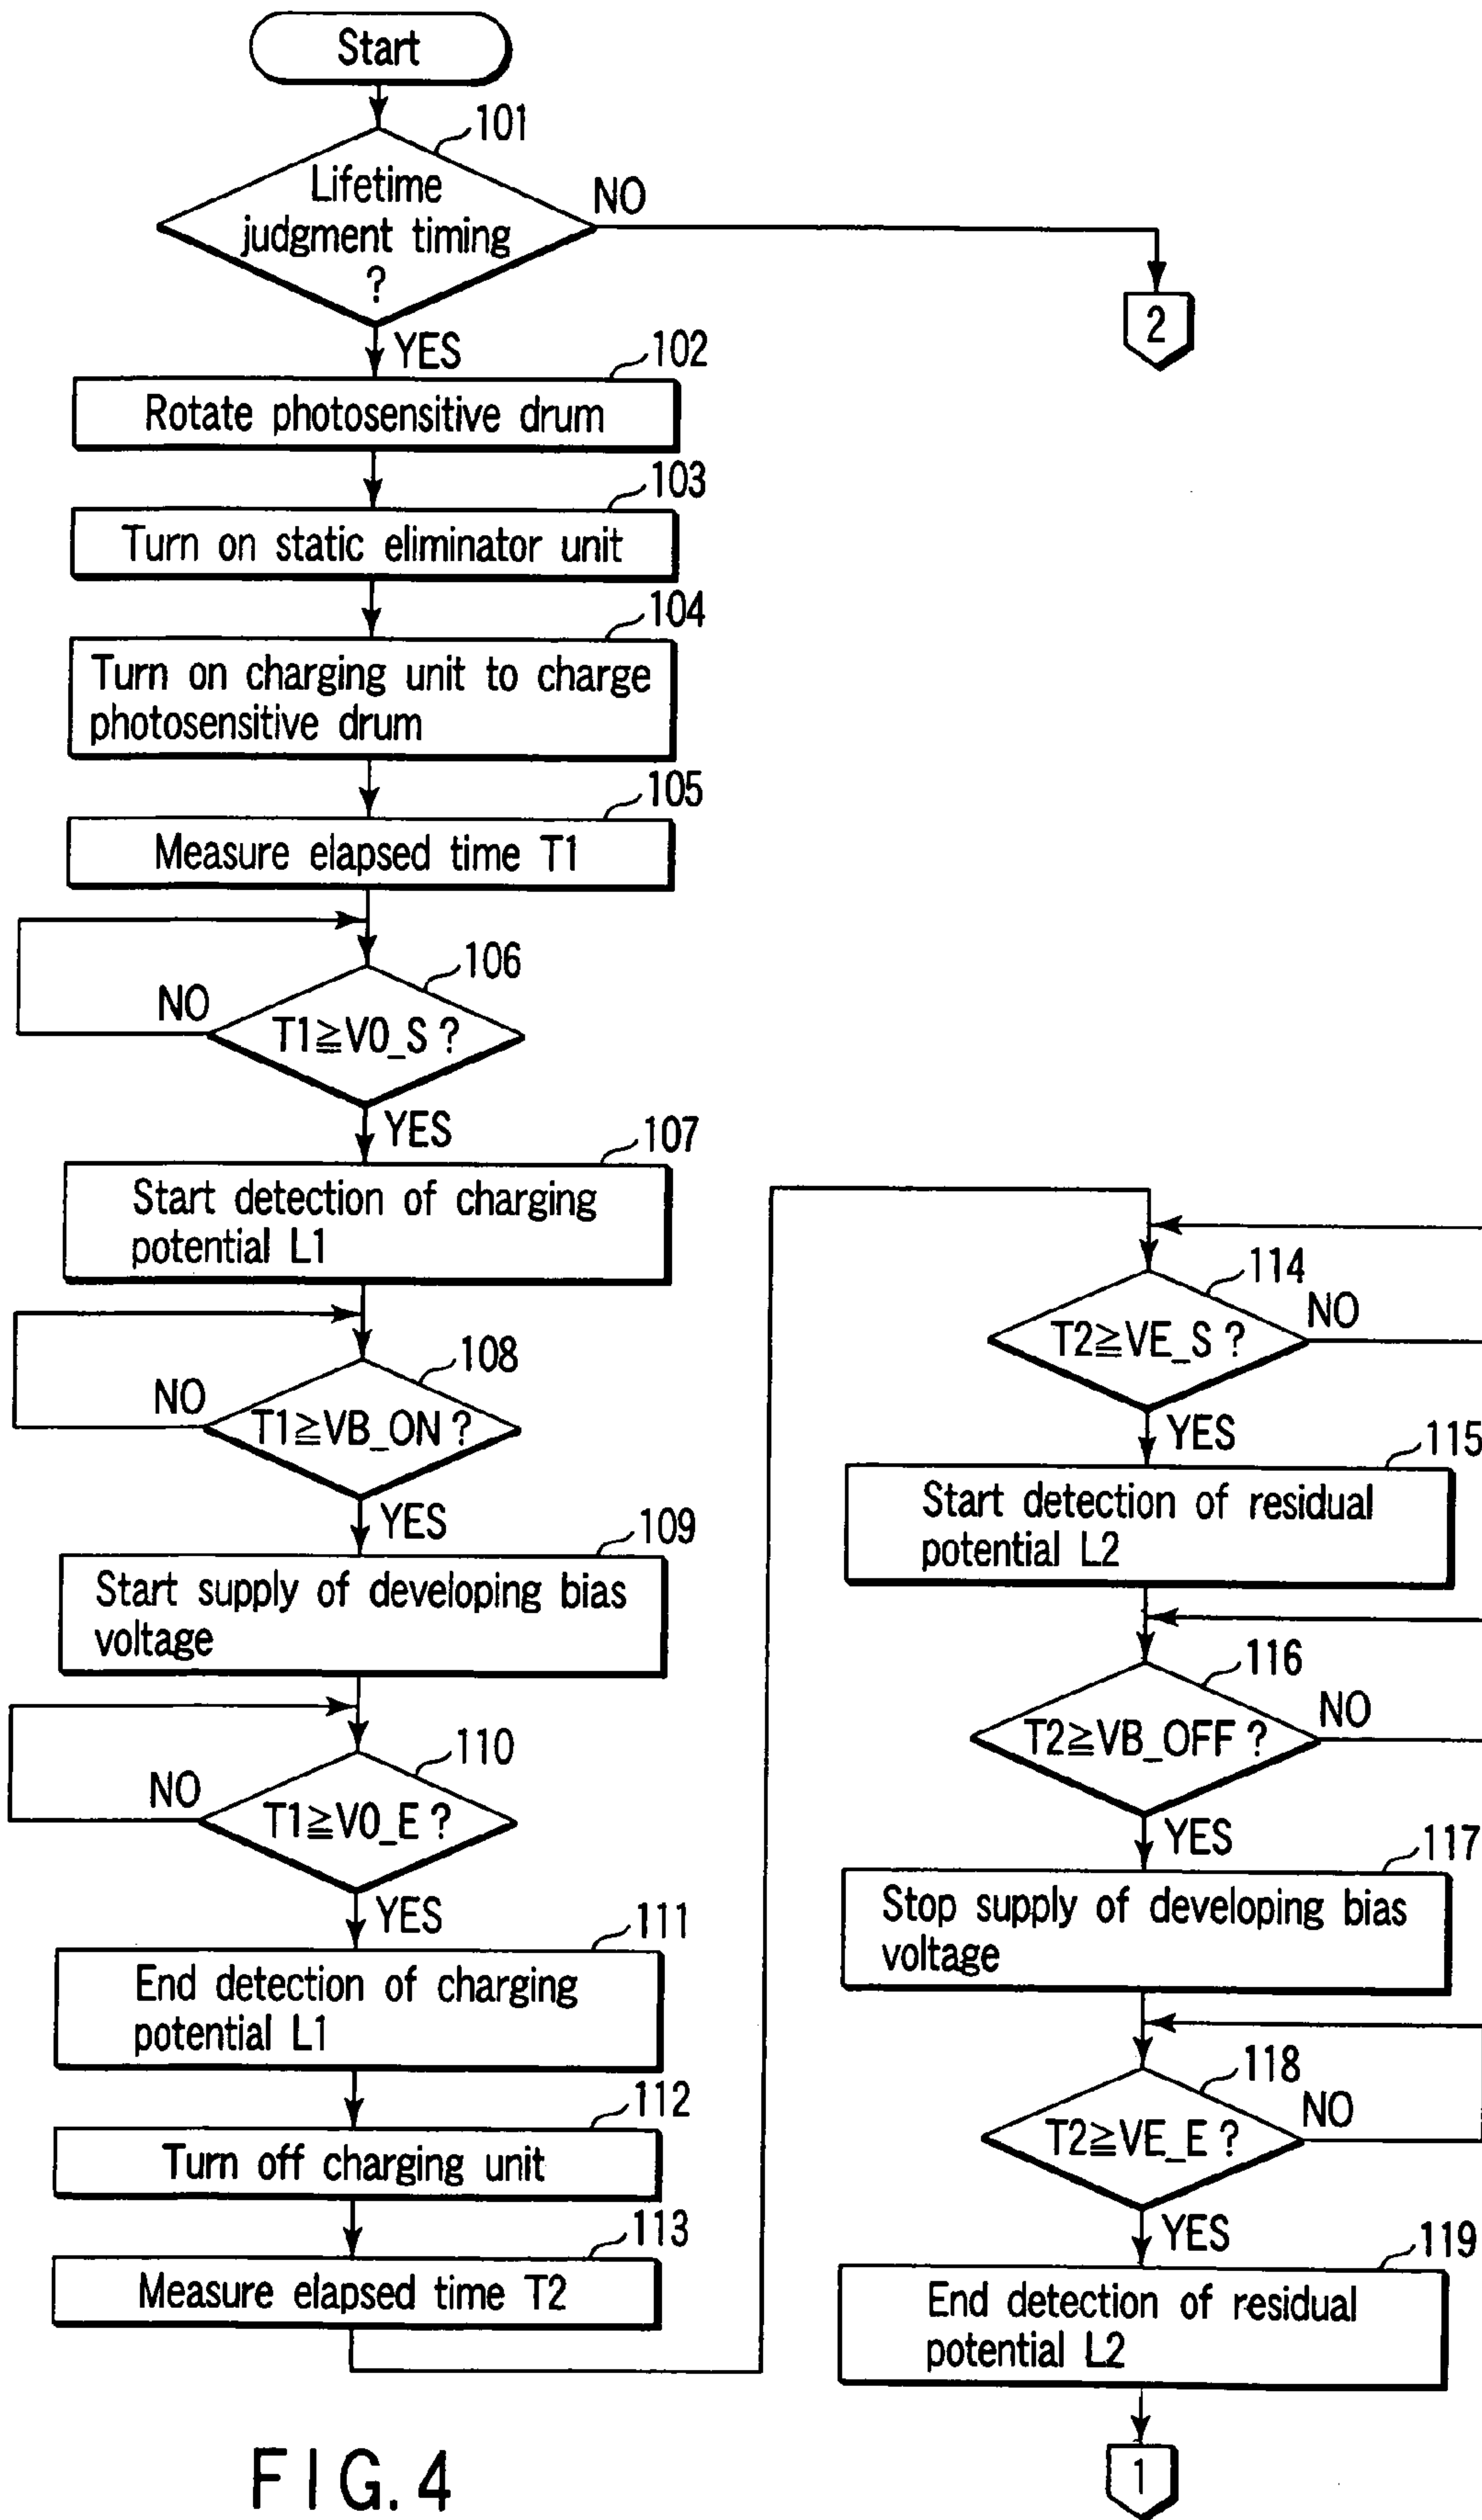 Start
101
Lifetime
judgment timing
?
NO
2
YES
102
Rotate photosensitive drum
103
Turn on static eliminator unit
104
Turn on charging unit to charge
photosensitive drum
105
Measure elapsed time T1
106
NO
T1≧V0_S ?
YES
107
Start detection of charging
potential L1
108
NO
T1≧VB_ON ?
YES
109
Start supply of developing bias
voltage
110
NO
T1≧V0_E ?
YES
111
End detection of charging
potential L1
112
Turn off charging unit
113
Measure elapsed time T2
114
NO
T2≧VE_S ?
YES
115
Start detection of residual
potential L2
116
NO
T2≧VB_OFF ?
YES
117
Stop supply of developing bias
voltage
118
NO
T2≧VE_E ?
YES
119
End detection of residual
potential L2
1
FIG. 4